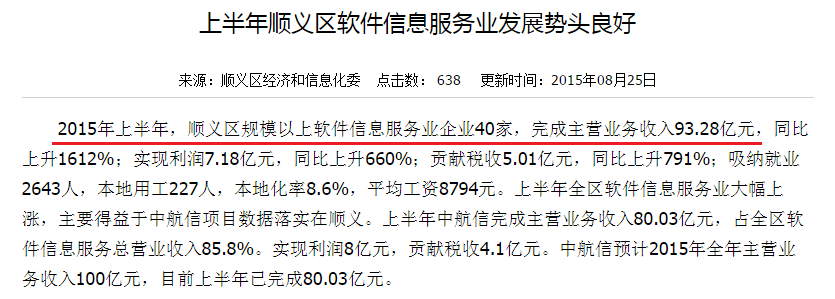 上半年顺义区软件信息服务业发展势头良好
来源：顺义区经济和信息化委 点击数： 638 更新时间：2015年08月25日
2015年上半年，顺义区规模以上软件信息服务业企业40家，完成主营业务收入93.28亿元，同比
上升1612%；实现利润7.18亿元，同比上升660%；贡献税收5.01亿元，同比上升791%；吸纳就业
2643人，本地用工227人，本地化率8.6%，平均工资8794元。上半年全区软件信息服务业大幅上
涨，主要得益于中航信项目数据落实在顺义。上半年中航信完成主营业务收入80.03亿元，占全区软
件信息服务总营业收入85.8%。实现利润8亿元，贡献税收4.1亿元。中航信预计2015年全年主营业
务收入100亿元，目前上半年已完成80.03亿元。